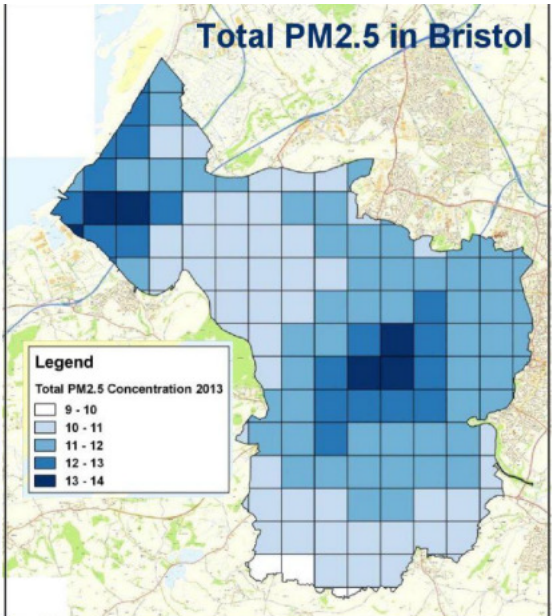 Total PM2.5 in Bristol
Legend
Total PM2.5 Concentration 2013
9 - 10
10 - 11
11 - 12
12 - 13
13 - 14